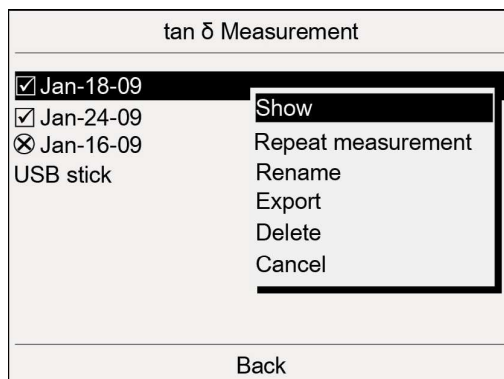 tan δ Measurement
Jan-18-09
Jan-24-09
Jan-16-09
USB stick
Show
Repeat measurement
Rename
Export
Delete
Cancel
Back